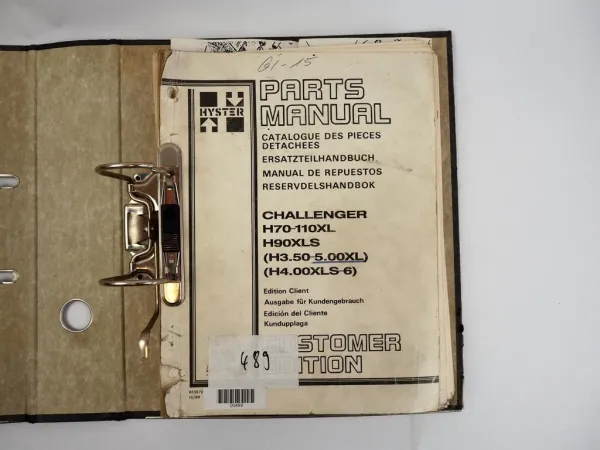 61-15
HYSTER
PARTS
MANUAL
CATALOGUE DES PIECES
DETACHEES
ERSATZTEILHANDBUCH
MANUAL DE REPUESTOS
RESERVDELSHANDBOK
CHALLENGER
H70-110XL
H90XLS
(H3.50-5.00XL)
(H4.00XLS-6)
Edition Client
Ausgabe für Kundengebrauch
Edición del Cliente
Kundupplaga
CUSTOMER
EDITION
489